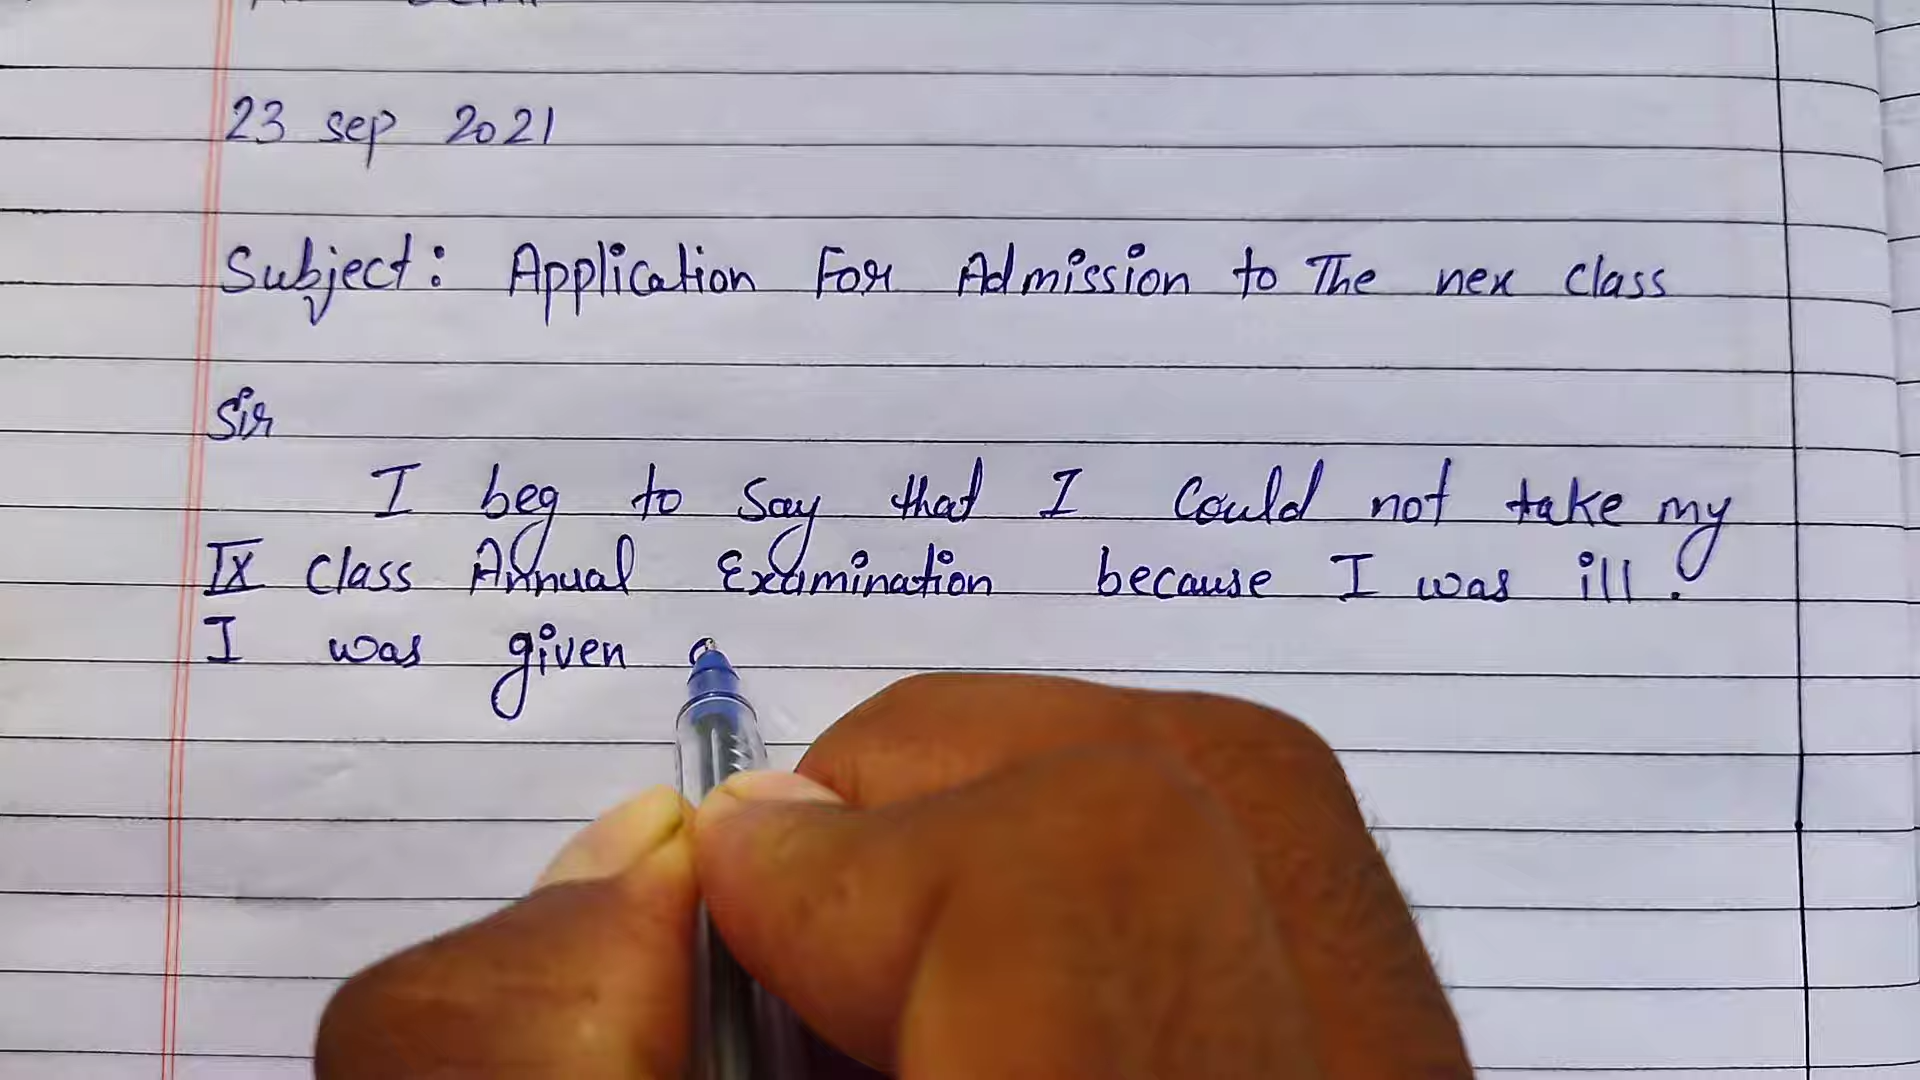 23 sep 2021
Subject: Application For Admission to The nex class
Sir
I beg to say that I could not take my
IX class Annual Examination because I was ill.
I was given